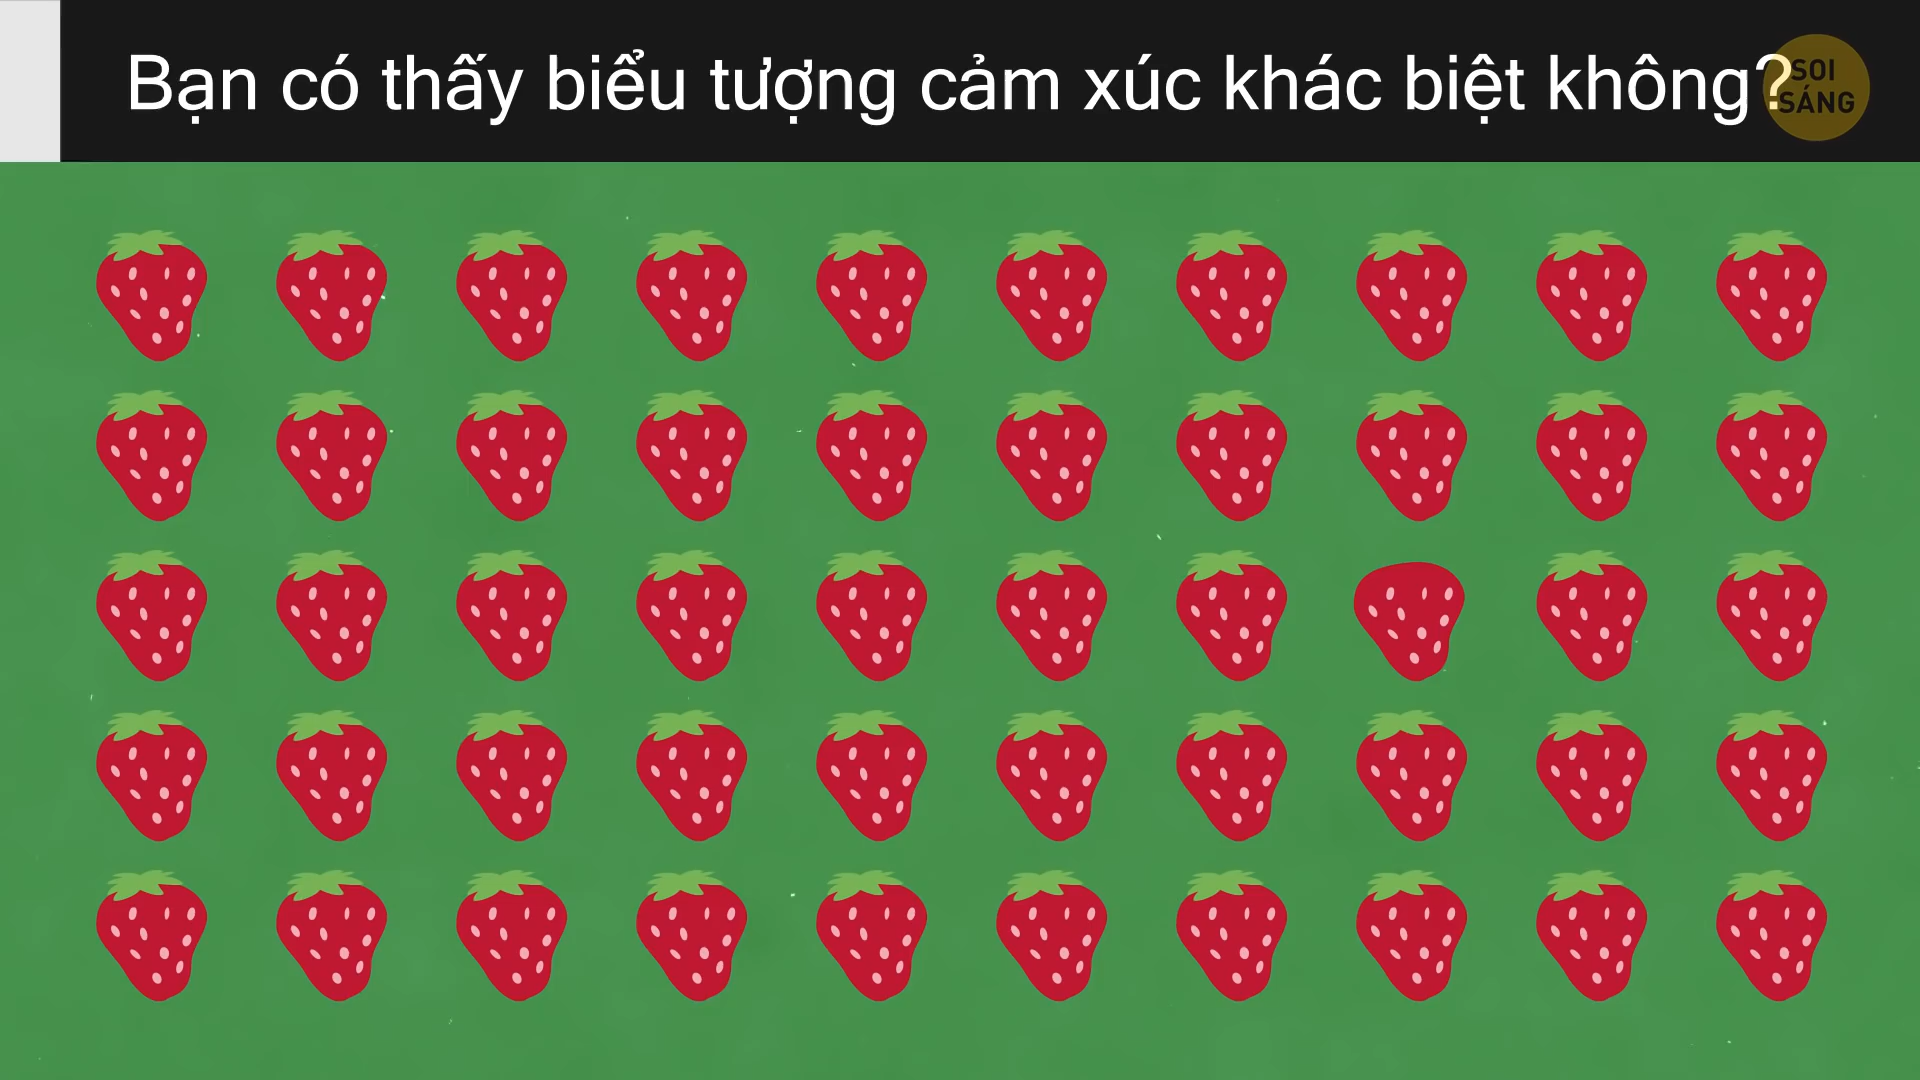 Bạn có thấy biểu tượng cảm xúc khác biệt không?
SOI
SÁNG